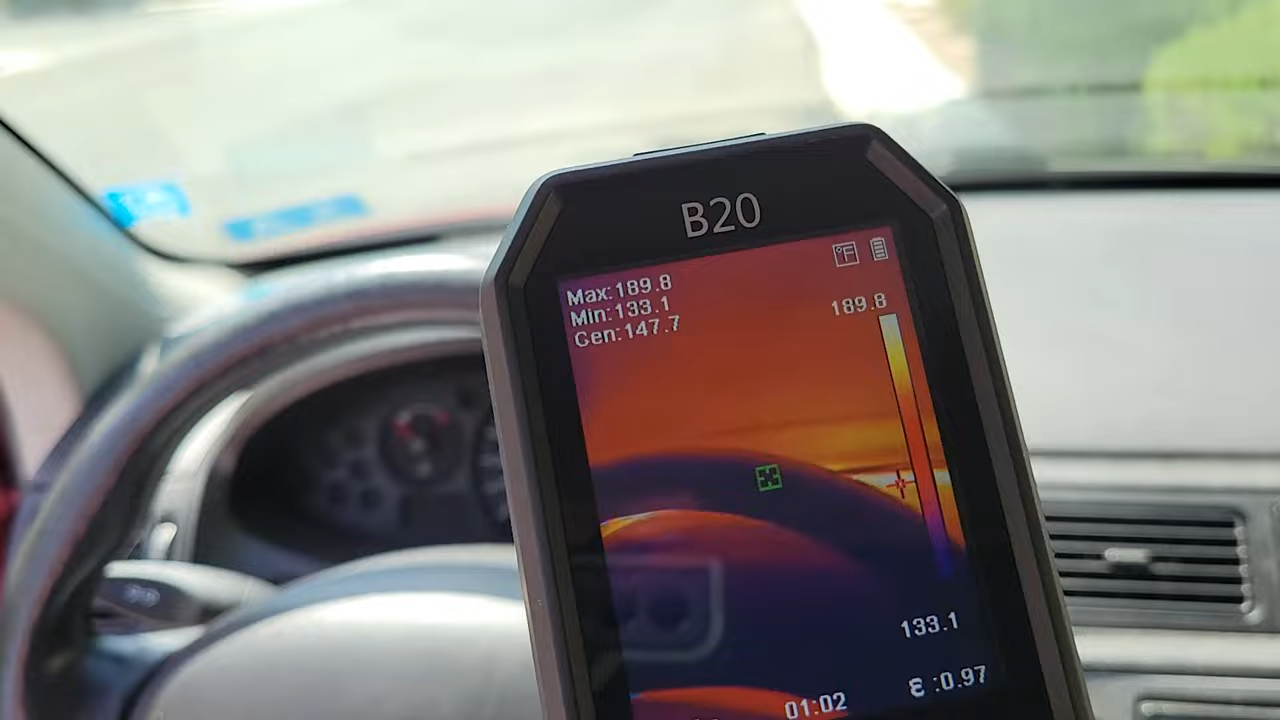 B20
°F
Max:189.8
Min:133.1
Cen:147.7
189.8
133.1
ε:0.97
01:02